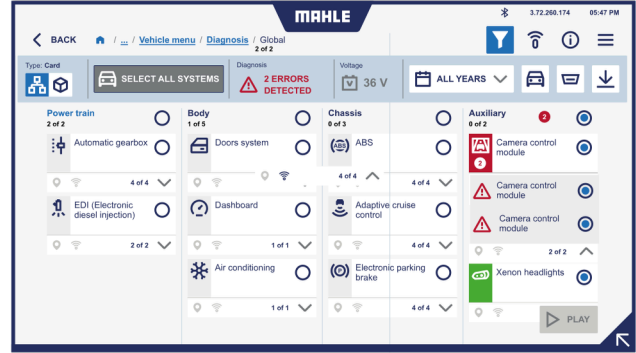 MAHLE
3.72.260.174 05:47 PM
BACK / ... / Vehicle menu / Diagnosis / Global
2 of 2
Type: Card
SELECT ALL SYSTEMS
Diagnosis
2 ERRORS
DETECTED
Voltage
36 V
ALL YEARS
Power train
2 of 2
Automatic gearbox
4 of 4
EDI (Electronic
diesel injection)
2 of 2
Body
1 of 5
Doors system
4 of 4
Dashboard
1 of 1
Air conditioning
1 of 1
Chassis
0 of 3
(ABS) ABS
4 of 4
Adaptive cruise
control
4 of 4
(P) Electronic parking
brake
4 of 4
Auxiliary 2
0 of 2
Camera control
module
2
Camera control
module
Camera control
module
2 of 2
Xenon headlights
PLAY